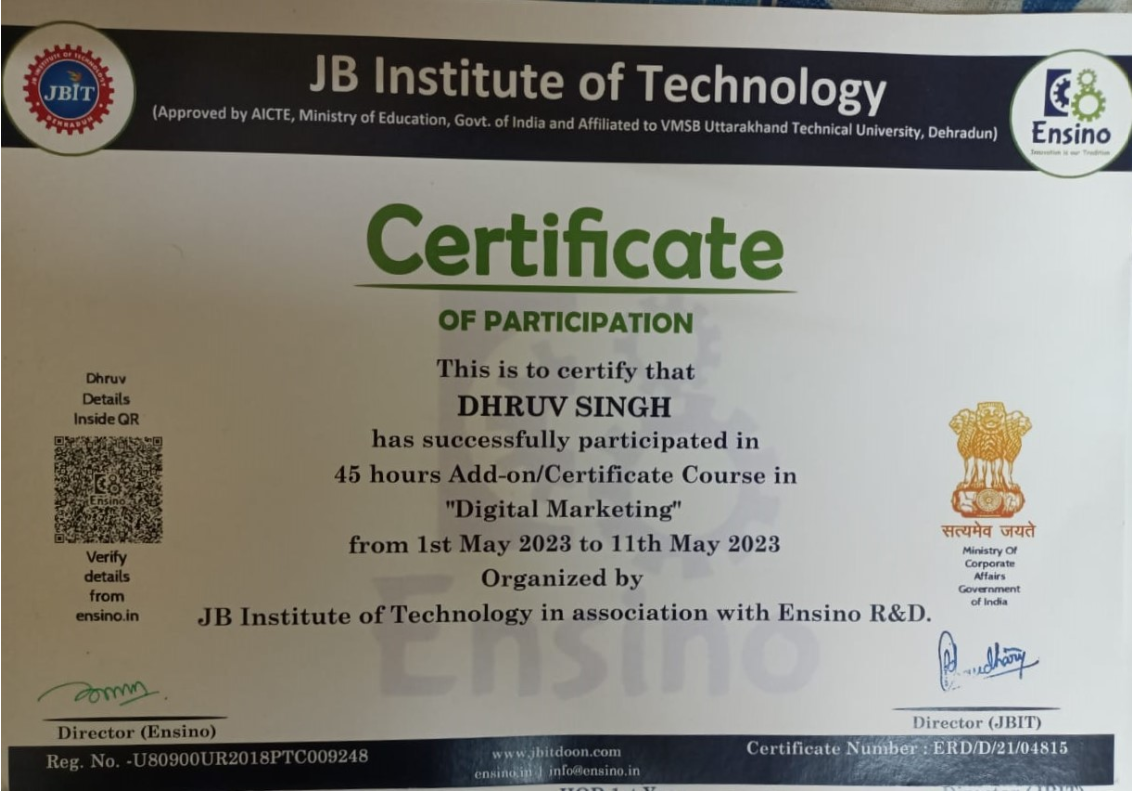 JB Institute of Technology
(Approved by AICTE, Ministry of Education, Govt. of India and Affiliated to VMSB Uttarakhand Technical University, Dehradun)
JB INSTITUTE OF TECHNOLOGY
JBIT
DEHRADUN
Ensino
Innovation is our Tradition
Certificate
OF PARTICIPATION
This is to certify that
DHRUV SINGH
has successfully participated in
45 hours Add-on/Certificate Course in
"Digital Marketing"
from 1st May 2023 to 11th May 2023
Organized by
JB Institute of Technology in association with Ensino R&D.
Dhruv
Details
Inside QR
Ensino
Verify
details
from
ensino.in
सत्यमेव जयते
Ministry Of
Corporate
Affairs
Government
of India
Ensino
Director (Ensino)
Director (JBIT)
Reg. No. -U80900UR2018PTC009248
www.jbitdoon.com
ensino.in | info@ensino.in
Certificate Number : ERD/D/21/04815